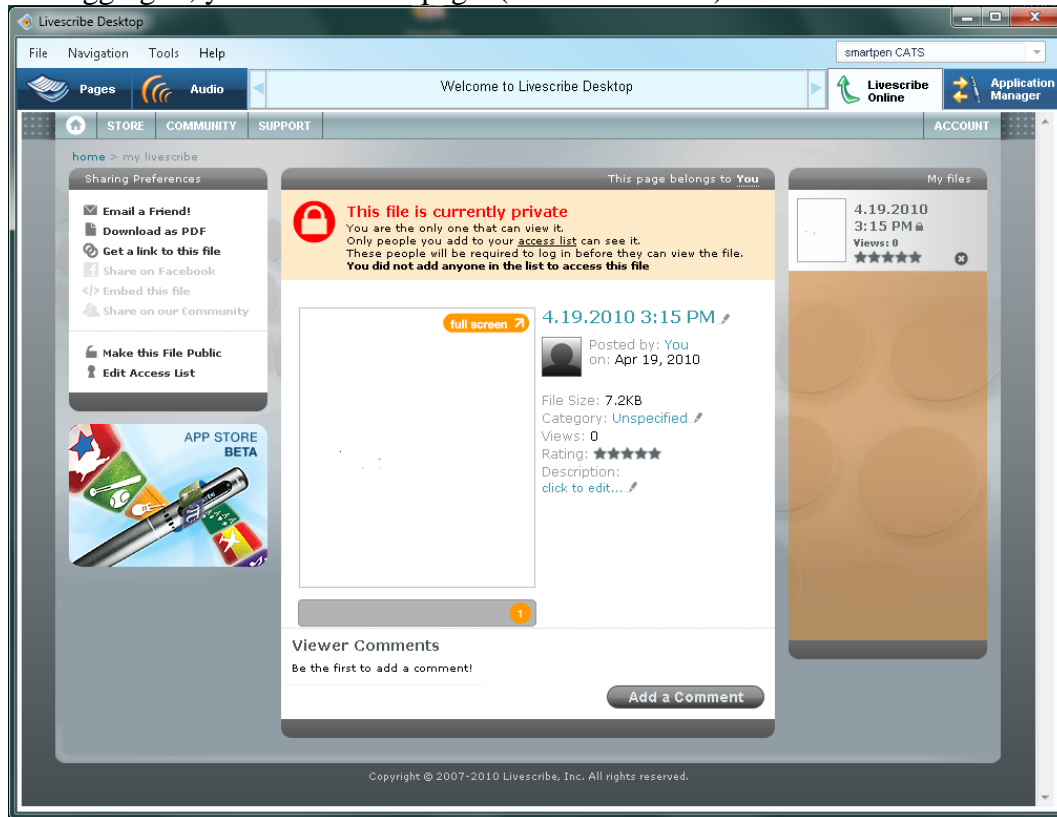 Livescribe Desktop
File Navigation Tools Help
smartpen CATS
Pages Audio
Welcome to Livescribe Desktop
Livescribe Online
Application Manager
STORE COMMUNITY SUPPORT
ACCOUNT
home > my livescribe
Sharing Preferences
Email a Friend!
Download as PDF
Get a link to this file
Share on Facebook
</> Embed this file
Share on our Community
Make this File Public
Edit Access List
APP STORE
BETA
This page belongs to You
This file is currently private
You are the only one that can view it.
Only people you add to your access list can see it.
These people will be required to log in before they can view the file.
You did not add anyone in the list to access this file
full screen
4.19.2010 3:15 PM
Posted by: You
on: Apr 19, 2010
File Size: 7.2KB
Category: Unspecified
Views: 0
Rating:
Description:
click to edit...
1
Viewer Comments
Be the first to add a comment!
Add a Comment
My files
4.19.2010
3:15 PM
Views: 0
Copyright © 2007-2010 Livescribe, Inc. All rights reserved.